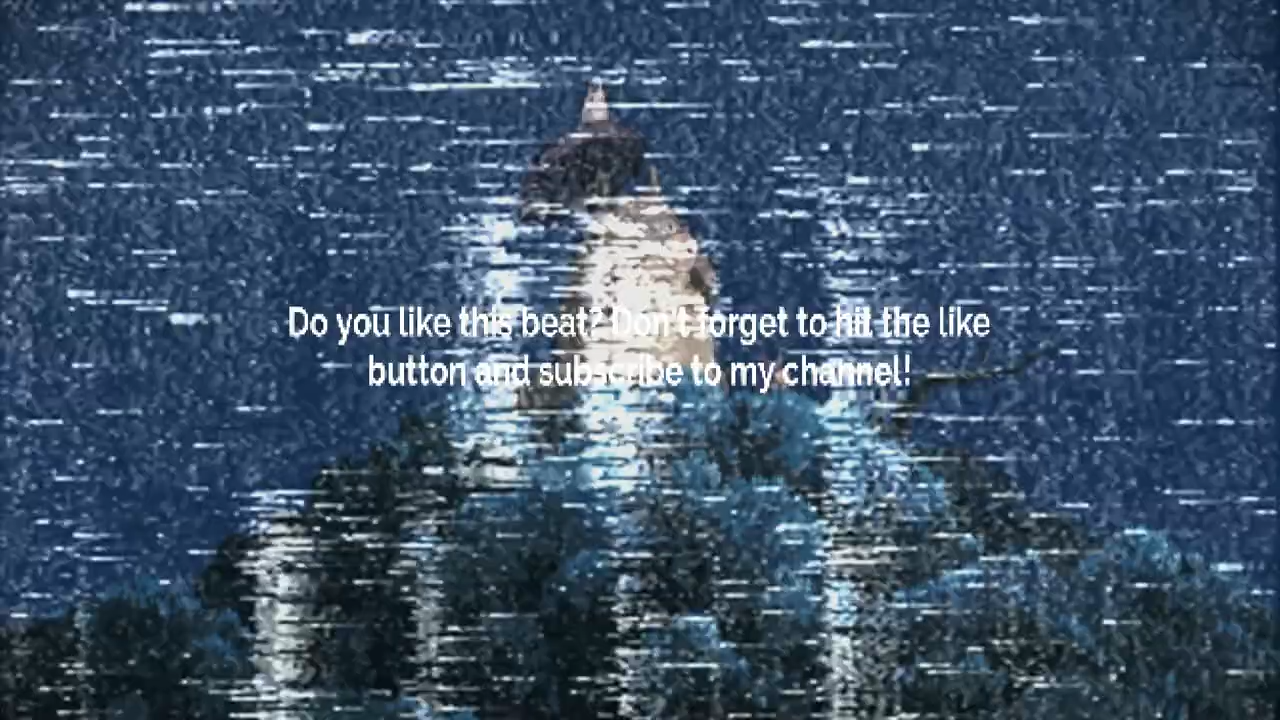 Do you like this beat? Don't forget to hit the like
button and subscribe to my channel!